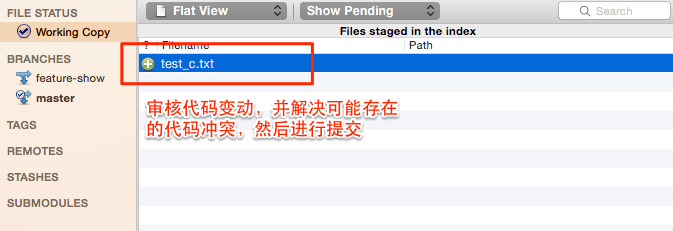 FILE STATUS
Working Copy
BRANCHES
feature-show
master
TAGS
REMOTES
STASHES
SUBMODULES
Flat View
Show Pending
Search
Files staged in the index
? Filename Path
test_c.txt
审核代码变动，并解决可能存在
的代码冲突，然后进行提交